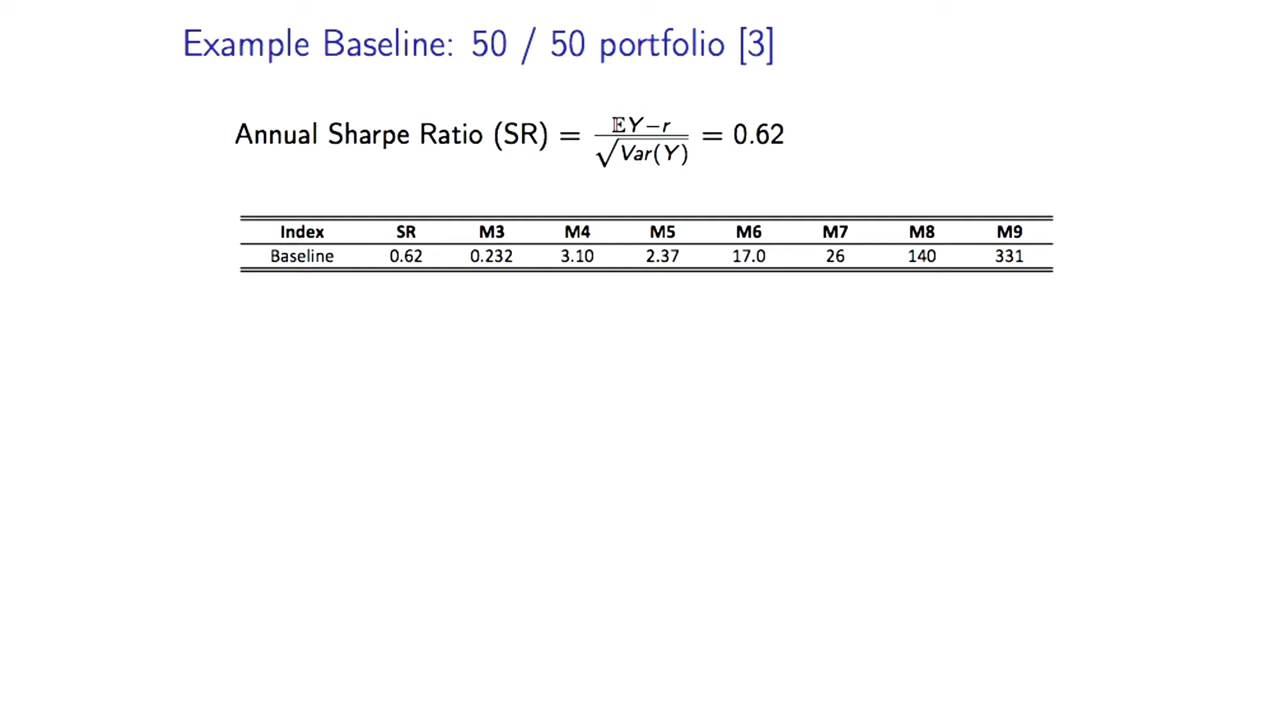 Example Baseline: 50 / 50 portfolio [3]
Annual Sharpe Ratio (SR) = 𝔼Y−r / √Var(Y) = 0.62
Index SR M3 M4 M5 M6 M7 M8 M9
Baseline 0.62 0.232 3.10 2.37 17.0 26 140 331